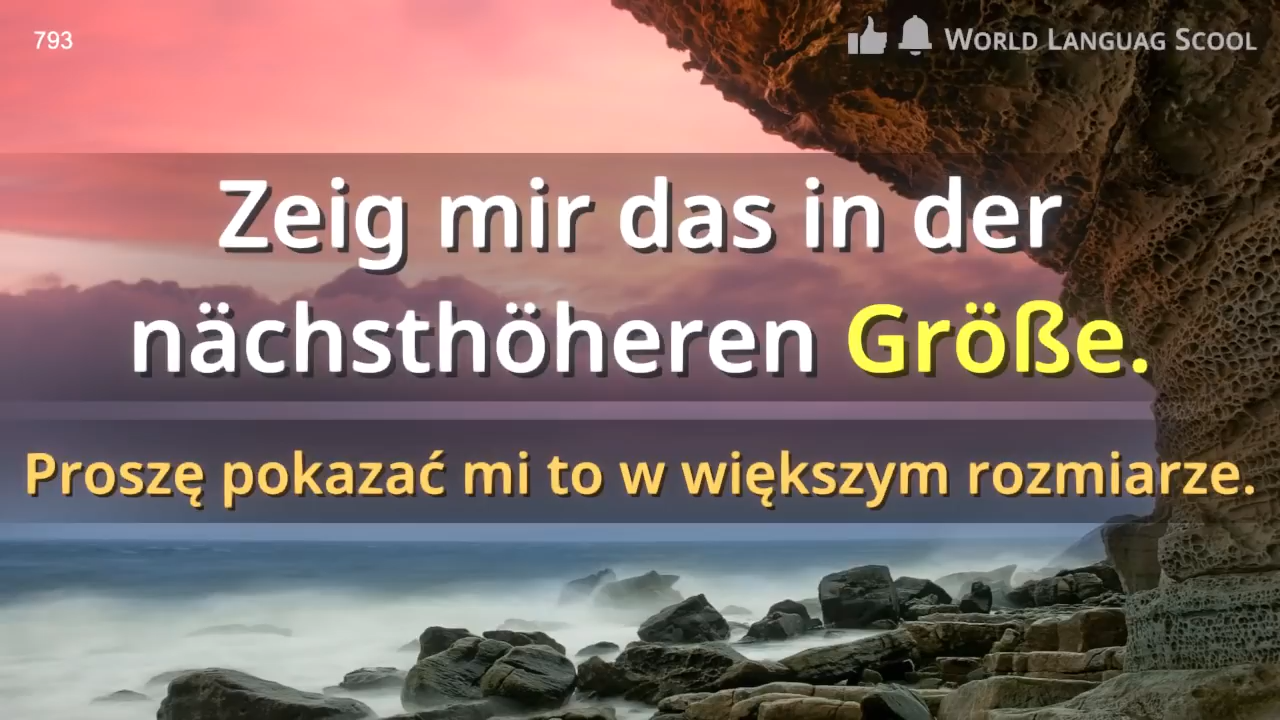 793
World Languag Scool
Zeig mir das in der
nächsthöheren Größe.
Proszę pokazać mi to w większym rozmiarze.